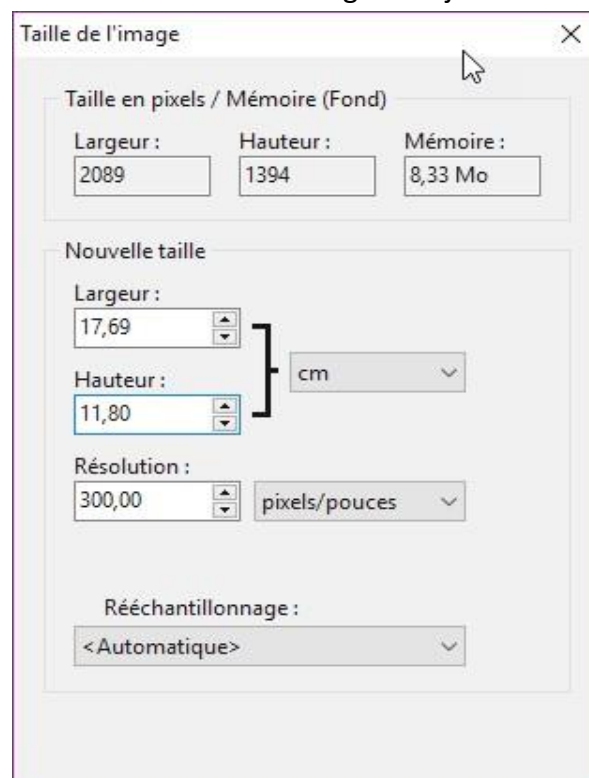 Taille de l'image
Taille en pixels / Mémoire (Fond)
Largeur : Hauteur : Mémoire :
2089 1394 8,33 Mo
Nouvelle taille
Largeur :
17,69
cm
Hauteur :
11,80
Résolution :
300,00 pixels/pouces
Rééchantillonnage :
<Automatique>